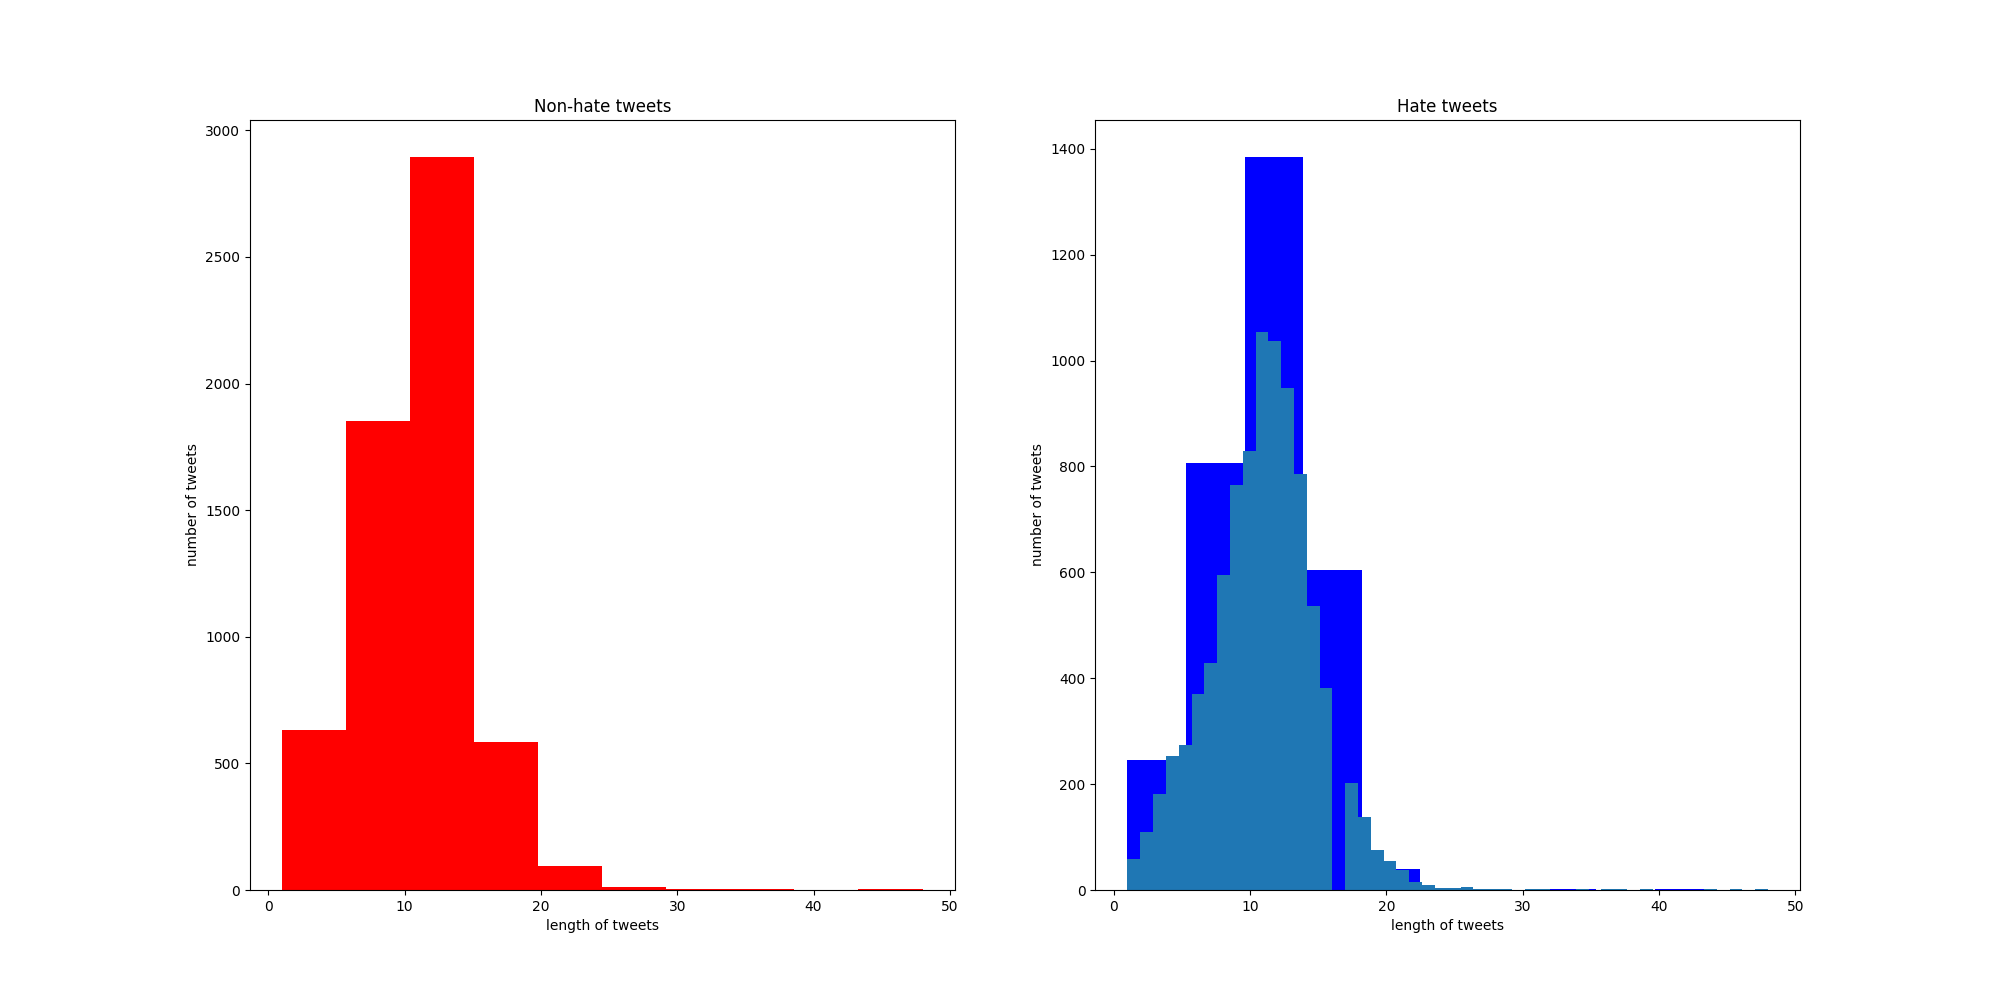 Non-hate tweets
3000
2500
2000
1500
1000
500
0
number of tweets
0 10 20 30 40 50
length of tweets
Hate tweets
1400
1200
1000
800
600
400
200
0
number of tweets
0 10 20 30 40 50
length of tweets